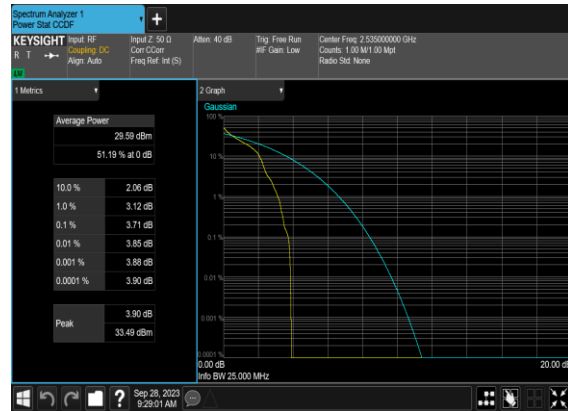 Spectrum Analyzer 1
Power Stat CCDF
KEYSIGHT
R T
LU
Input: RF
Coupling: DC
Align: Auto
Input Z: 50 Ω
Corr CCorr
Freq Ref: Int (S)
Atten: 40 dB
Trig: Free Run
#IF Gain: Low
Center Freq: 2.535000000 GHz
Counts: 1.00 M/1.00 Mpt
Radio Std: None
1 Metrics
Average Power
29.59 dBm
51.19 % at 0 dB
10.0 % 2.06 dB
1.0 % 3.12 dB
0.1 % 3.71 dB
0.01 % 3.85 dB
0.001 % 3.88 dB
0.0001 % 3.90 dB
Peak
3.90 dB
33.49 dBm
2 Graph
Gaussian
100 %
10 %
1 %
0.1 %
0.01 %
0.001 %
0.0001 %
0.00 dB
20.00 dB
Info BW 25.000 MHz
?
Sep 28, 2023
9:29:01 AM